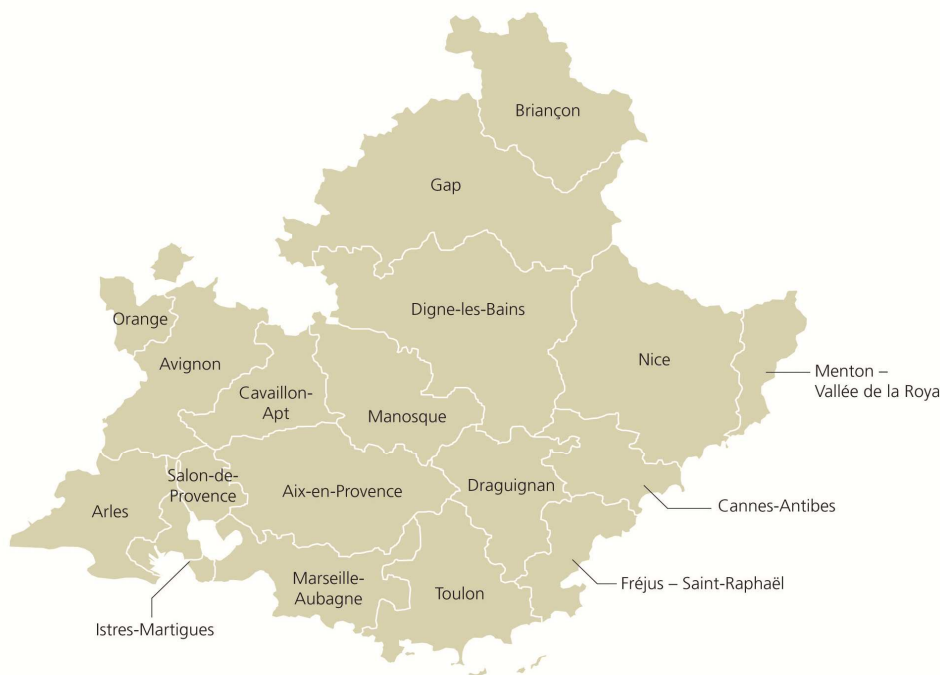 Briançon
Gap
Digne-les-Bains
Orange
Avignon
Nice
Menton –
Vallée de la Roya
Cavaillon-
Apt
Manosque
Salon-de-
Provence
Aix-en-Provence
Draguignan
Arles
Cannes-Antibes
Marseille-
Aubagne
Toulon
Fréjus – Saint-Raphaël
Istres-Martigues